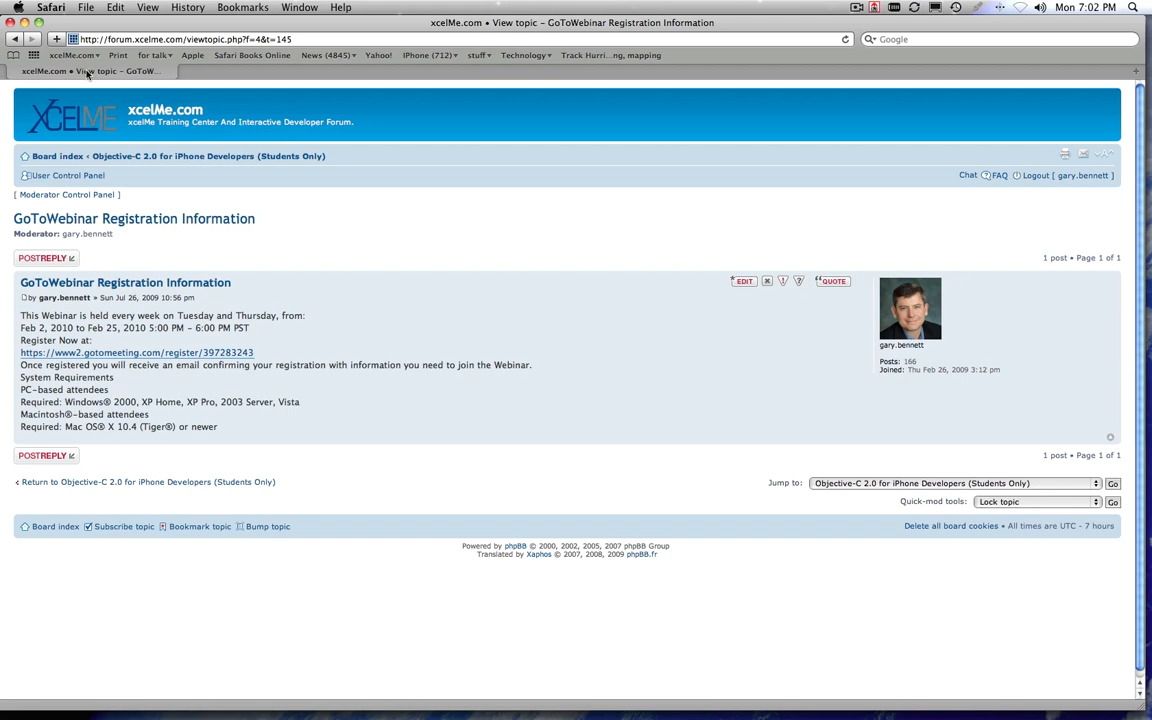 Safari File Edit View History Bookmarks Window Help Mon 7:02 PM
xcelMe.com • View topic – GoToWebinar Registration Information
http://forum.xcelme.com/viewtopic.php?f=4&t=145 Google
xcelMe.com Print for talk Apple Safari Books Online News (4845) Yahoo! iPhone (712) stuff Technology Track Hurr...ng, mapping
xcelMe.com • View topic – GoToW...
XCELME xcelMe.com
xcelMe Training Center And Interactive Developer Forum.
Board index ‹ Objective-C 2.0 for iPhone Developers (Students Only)
User Control Panel Chat FAQ Logout [ gary.bennett ]
[ Moderator Control Panel ]
GoToWebinar Registration Information
Moderator: gary.bennett
POSTREPLY 1 post • Page 1 of 1
GoToWebinar Registration Information EDIT QUOTE
by gary.bennett » Sun Jul 26, 2009 10:56 pm
This Webinar is held every week on Tuesday and Thursday, from:
Feb 2, 2010 to Feb 25, 2010 5:00 PM – 6:00 PM PST
Register Now at:
https://www2.gotomeeting.com/register/397283243
Once registered you will receive an email confirming your registration with information you need to join the Webinar.
System Requirements
PC-based attendees
Required: Windows® 2000, XP Home, XP Pro, 2003 Server, Vista
Macintosh®-based attendees
Required: Mac OS® X 10.4 (Tiger®) or newer
gary.bennett
Posts: 166
Joined: Thu Feb 26, 2009 3:12 pm
POSTREPLY 1 post • Page 1 of 1
‹ Return to Objective-C 2.0 for iPhone Developers (Students Only) Jump to: Objective-C 2.0 for iPhone Developers (Students Only) Go
Quick-mod tools: Lock topic Go
Board index Subscribe topic Bookmark topic Bump topic Delete all board cookies • All times are UTC - 7 hours
Powered by phpBB © 2000, 2002, 2005, 2007 phpBB Group
Translated by Xaphos © 2007, 2008, 2009 phpBB.fr